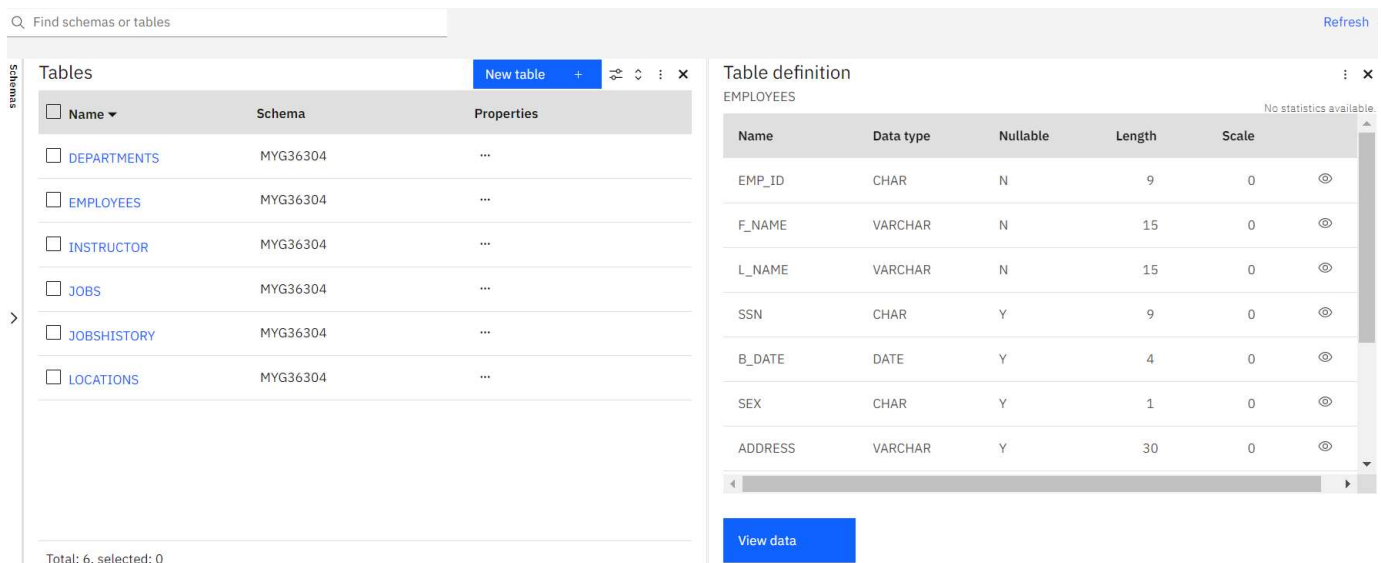 Find schemas or tables
Refresh
Schemas
Tables
New table +
Name Schema Properties
DEPARTMENTS MYG36304 ...
EMPLOYEES MYG36304 ...
INSTRUCTOR MYG36304 ...
JOBS MYG36304 ...
JOBSHISTORY MYG36304 ...
LOCATIONS MYG36304 ...
Total: 6, selected: 0
Table definition
EMPLOYEES
No statistics available.
Name Data type Nullable Length Scale
EMP_ID CHAR N 9 0
F_NAME VARCHAR N 15 0
L_NAME VARCHAR N 15 0
SSN CHAR Y 9 0
B_DATE DATE Y 4 0
SEX CHAR Y 1 0
ADDRESS VARCHAR Y 30 0
View data